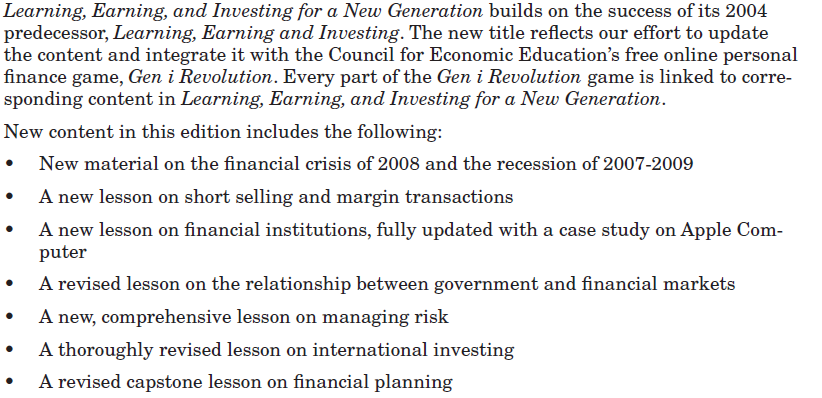 Learning, Earning, and Investing for a New Generation builds on the success of its 2004
predecessor, Learning, Earning and Investing. The new title reflects our effort to update
the content and integrate it with the Council for Economic Education's free online personal
finance game, Gen i Revolution. Every part of the Gen i Revolution game is linked to corre-
sponding content in Learning, Earning, and Investing for a New Generation.
New content in this edition includes the following:
• New material on the financial crisis of 2008 and the recession of 2007-2009
• A new lesson on short selling and margin transactions
• A new lesson on financial institutions, fully updated with a case study on Apple Com-
puter
• A revised lesson on the relationship between government and financial markets
• A new, comprehensive lesson on managing risk
• A thoroughly revised lesson on international investing
• A revised capstone lesson on financial planning